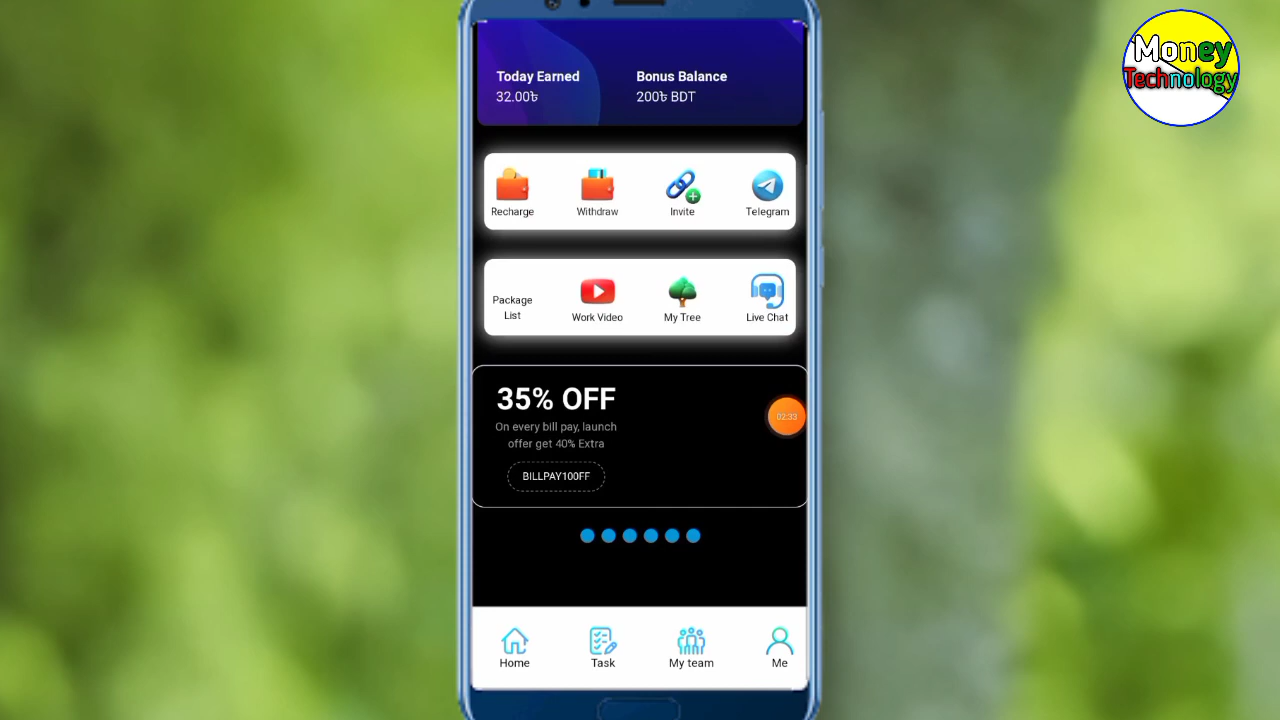 Money
Technology
Today Earned
Bonus Balance
32.00৳
200৳ BDT
Recharge
Withdraw
Invite
Telegram
Package
List
Work Video
My Tree
Live Chat
35% OFF
On every bill pay, launch
offer get 40% Extra
02:33
BILLPAY100FF
Home
Task
My team
Me